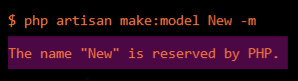 $ php artisan make:model New -m
The name "New" is reserved by PHP.